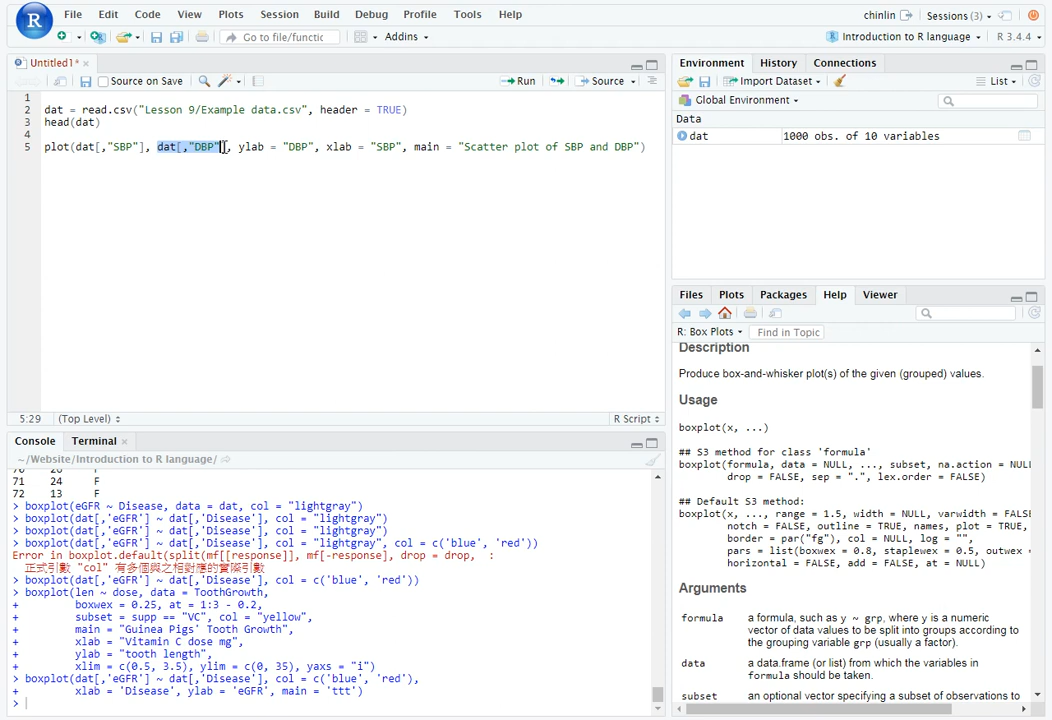 File Edit Code View Plots Session Build Debug Profile Tools Help
chinlin Sessions (3)
Go to file/functic Addins
Introduction to R language R 3.4.4
Untitled1*
Source on Save Run Source
1
2 dat = read.csv("Lesson 9/Example data.csv", header = TRUE)
3 head(dat)
4
5 plot(dat[,"SBP"], dat[,"DBP"], ylab = "DBP", xlab = "SBP", main = "Scatter plot of SBP and DBP")
5:29 (Top Level) R Script
Console Terminal
~/Website/Introduction to R language/
71 24 F
72 13 F
> boxplot(eGFR ~ Disease, data = dat, col = "lightgray")
> boxplot(dat[,'eGFR'] ~ dat[,'Disease'], col = "lightgray")
> boxplot(dat[,'eGFR'] ~ dat[,'Disease'], col = "lightgray", col = c('blue', 'red'))
Error in boxplot.default(split(mf[[response]], mf[-response], drop = drop, :
正式引數 "col" 有多個與之相對應的實際引數
> boxplot(dat[,'eGFR'] ~ dat[,'Disease'], col = c('blue', 'red'))
> boxplot(len ~ dose, data = ToothGrowth,
+ boxwex = 0.25, at = 1:3 - 0.2,
+ subset = supp == "VC", col = "yellow",
+ main = "Guinea Pigs' Tooth Growth",
+ xlab = "Vitamin C dose mg",
+ ylab = "tooth length",
+ xlim = c(0.5, 3.5), ylim = c(0, 35), yaxs = "i")
> boxplot(dat[,'eGFR'] ~ dat[,'Disease'], col = c('blue', 'red'),
+ xlab = 'Disease', ylab = 'eGFR', main = 'ttt')
>
Environment History Connections
Import Dataset List
Global Environment
Data
dat 1000 obs. of 10 variables
Files Plots Packages Help Viewer
R: Box Plots Find in Topic
Description
Produce box-and-whisker plot(s) of the given (grouped) values.
Usage
boxplot(x, ...)
## S3 method for class 'formula'
boxplot(formula, data = NULL, ..., subset, na.action = NULL
drop = FALSE, sep = ".", lex.order = FALSE)
## Default S3 method:
boxplot(x, ..., range = 1.5, width = NULL, varwidth = FALSE
notch = FALSE, outline = TRUE, names, plot = TRUE,
border = par("fg"), col = NULL, log = "",
pars = list(boxwex = 0.8, staplewex = 0.5, outwex =
horizontal = FALSE, add = FALSE, at = NULL)
Arguments
formula a formula, such as y ~ grp, where y is a numeric
vector of data values to be split into groups according to
the grouping variable grp (usually a factor).
data a data.frame (or list) from which the variables in
formula should be taken.
subset an optional vector specifying a subset of observations to